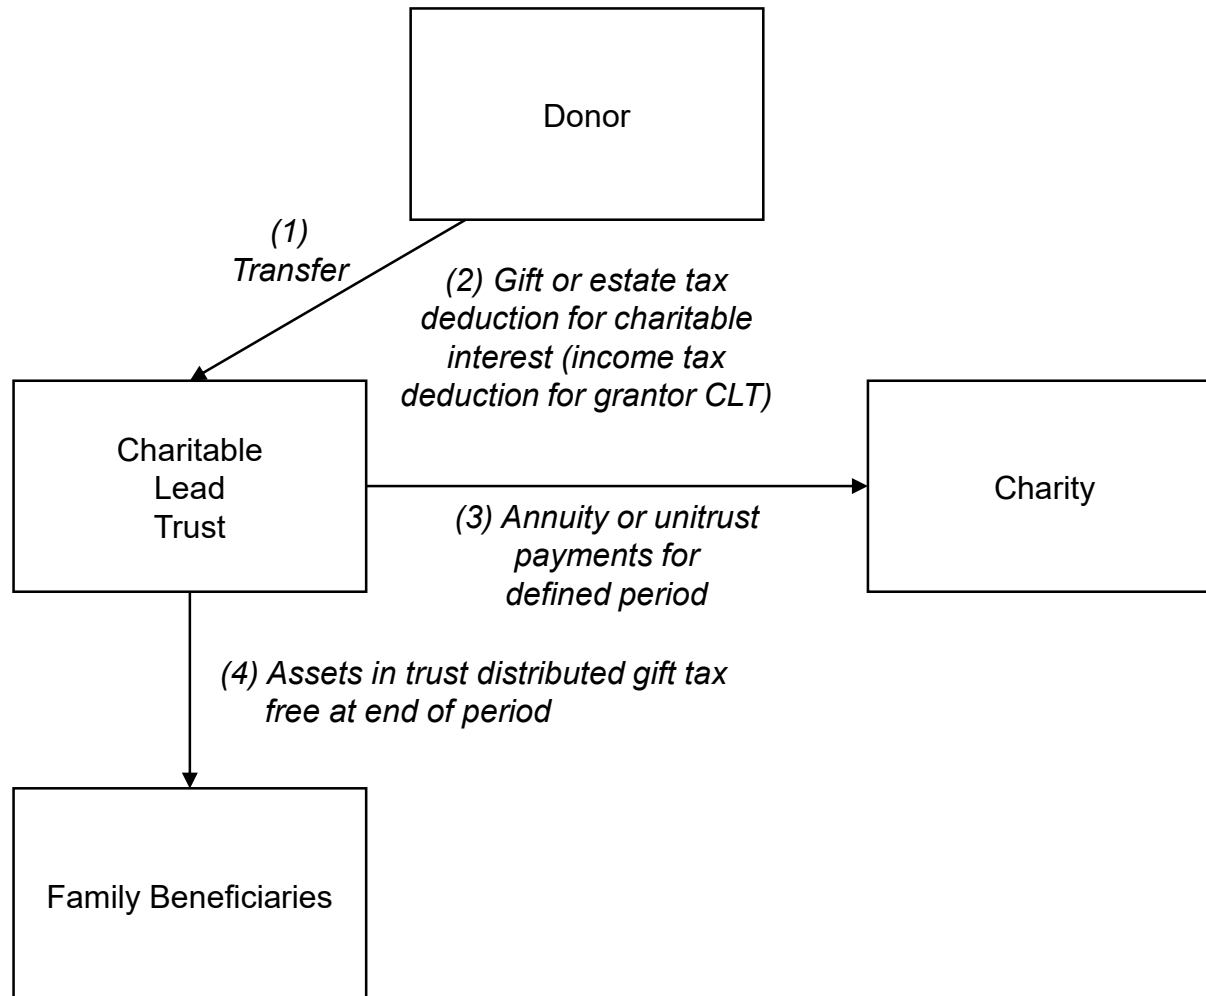 Donor
(1)
Transfer
(2) Gift or estate tax
deduction for charitable
interest (income tax
deduction for grantor CLT)
Charitable
Lead
Trust
Charity
(3) Annuity or unitrust
payments for
defined period
(4) Assets in trust distributed gift tax
free at end of period
Family Beneficiaries